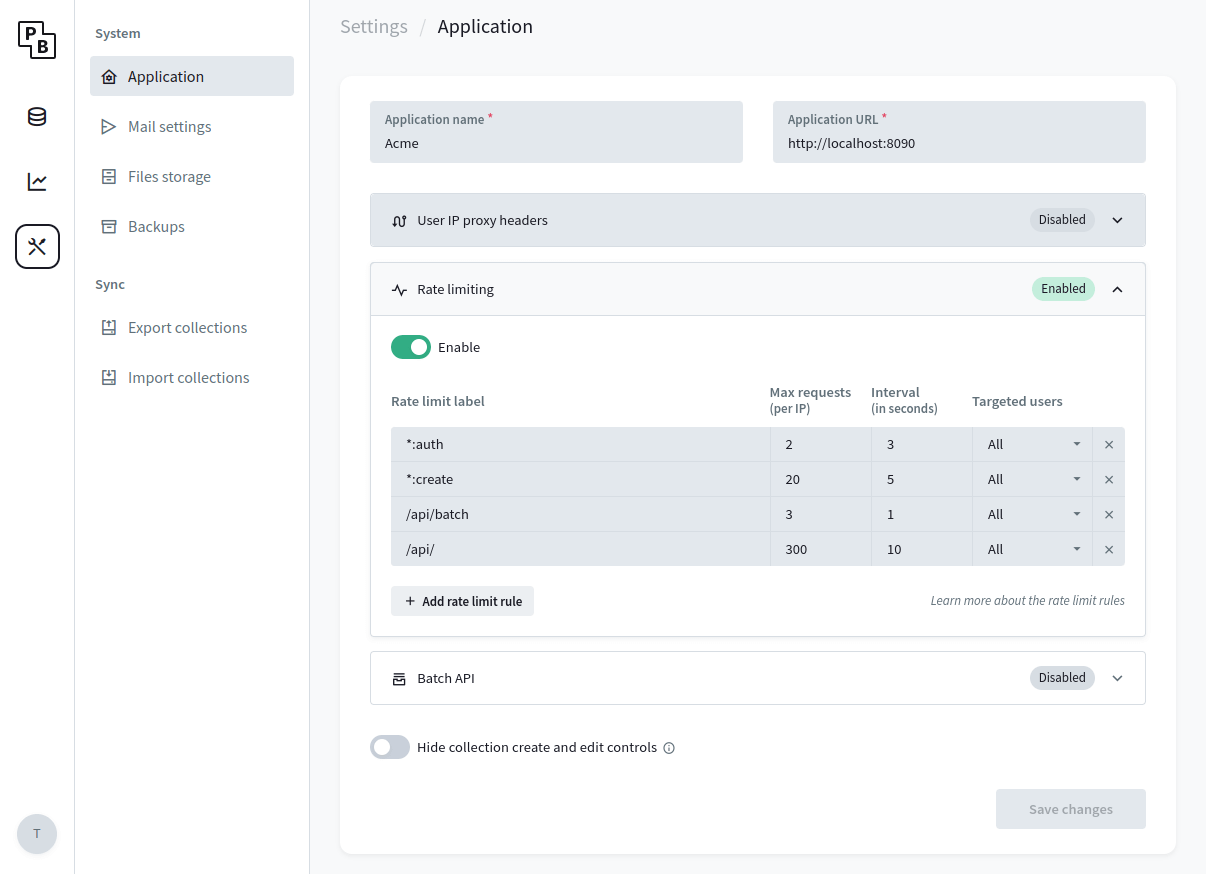 PB
Settings / Application
System
Application
Mail settings
Files storage
Backups
Sync
Export collections
Import collections
T
Application name *
Acme
Application URL *
http://localhost:8090
User IP proxy headers Disabled
Rate limiting Enabled
Enable
Rate limit label Max requests (per IP) Interval (in seconds) Targeted users
*:auth 2 3 All
*:create 20 5 All
/api/batch 3 1 All
/api/ 300 10 All
+ Add rate limit rule Learn more about the rate limit rules
Batch API Disabled
Hide collection create and edit controls
Save changes